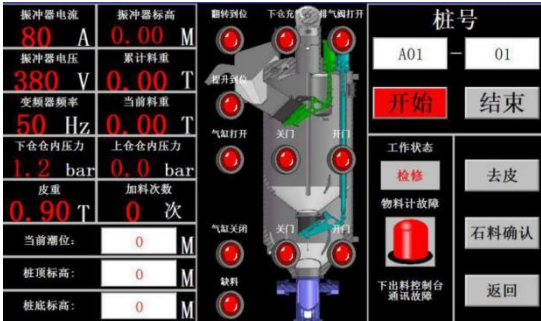 振冲器电流
80 A
振冲器标高
0.00 M
振冲器电压
380 V
累计料重
0.00 T
变频器频率
50 Hz
当前料重
0.00 T
下仓仓内压力
1.2 bar
上仓仓内压力
0.0 bar
皮重
0.90 T
加料次数
0 次
当前潮位:
0 M
桩顶标高:
0 M
桩底标高:
0 M
翻转到位
下仓充
排气阀打开
提升到位
气缸打开
关门
开门
气缸关闭
关门
开门
缺料
桩号
A01 - 01
开始
结束
工作状态
检修
物料计故障
下出料控制台
通讯故障
去皮
石料确认
返回